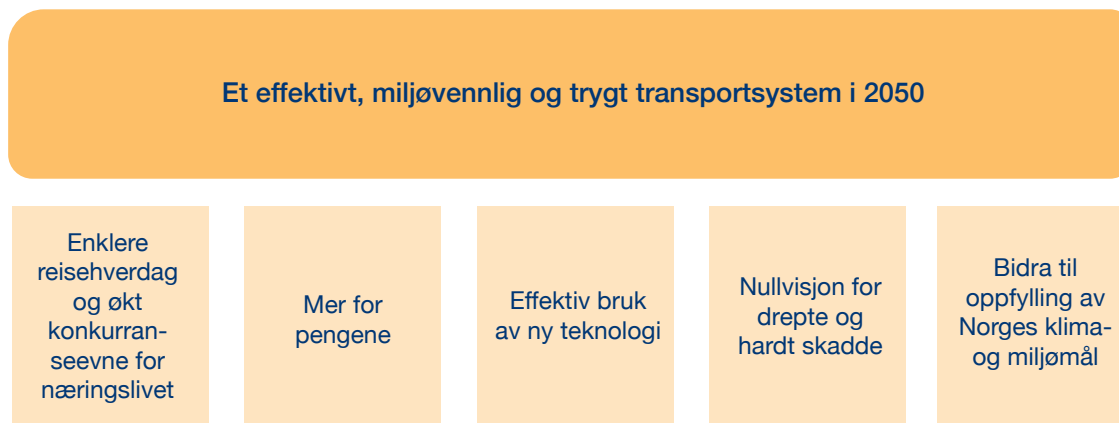 Et effektivt, miljøvennlig og trygt transportsystem i 2050
Enklere
reisehverdag
og økt
konkurran-
seevne for
næringslivet
Mer for
pengene
Effektiv bruk
av ny teknologi
Nullvisjon for
drepte og
hardt skadde
Bidra til
oppfylling av
Norges klima-
og miljømål